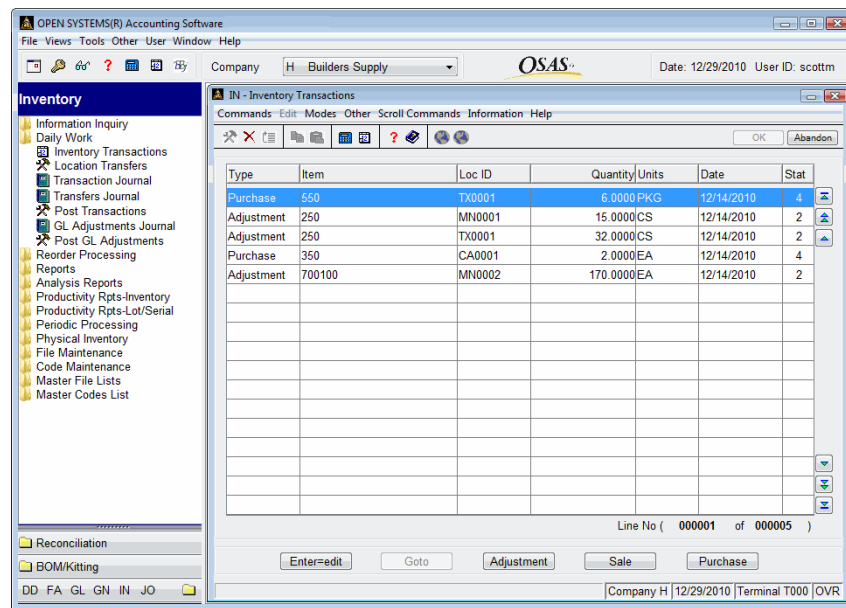 OPEN SYSTEMS(R) Accounting Software
File Views Tools Other User Window Help
Company H Builders Supply OSAS Date: 12/29/2010 User ID: scottm
Inventory
Information Inquiry
Daily Work
Inventory Transactions
Location Transfers
Transaction Journal
Transfers Journal
Post Transactions
GL Adjustments Journal
Post GL Adjustments
Reorder Processing
Reports
Analysis Reports
Productivity Rpts-Inventory
Productivity Rpts-Lot/Serial
Periodic Processing
Physical Inventory
File Maintenance
Code Maintenance
Master File Lists
Master Codes List
Reconciliation
BOM/Kitting
DD FA GL GN IN JO
IN - Inventory Transactions
Commands Edit Modes Other Scroll Commands Information Help
OK Abandon
Type Item Loc ID Quantity Units Date Stat
Purchase 550 TX0001 6.0000 PKG 12/14/2010 4
Adjustment 250 MN0001 15.0000 CS 12/14/2010 2
Adjustment 250 TX0001 32.0000 CS 12/14/2010 2
Purchase 350 CA0001 2.0000 EA 12/14/2010 4
Adjustment 700100 MN0002 170.0000 EA 12/14/2010 2
Line No ( 000001 of 000005 )
Enter=edit Goto Adjustment Sale Purchase
Company H 12/29/2010 Terminal T000 OVR